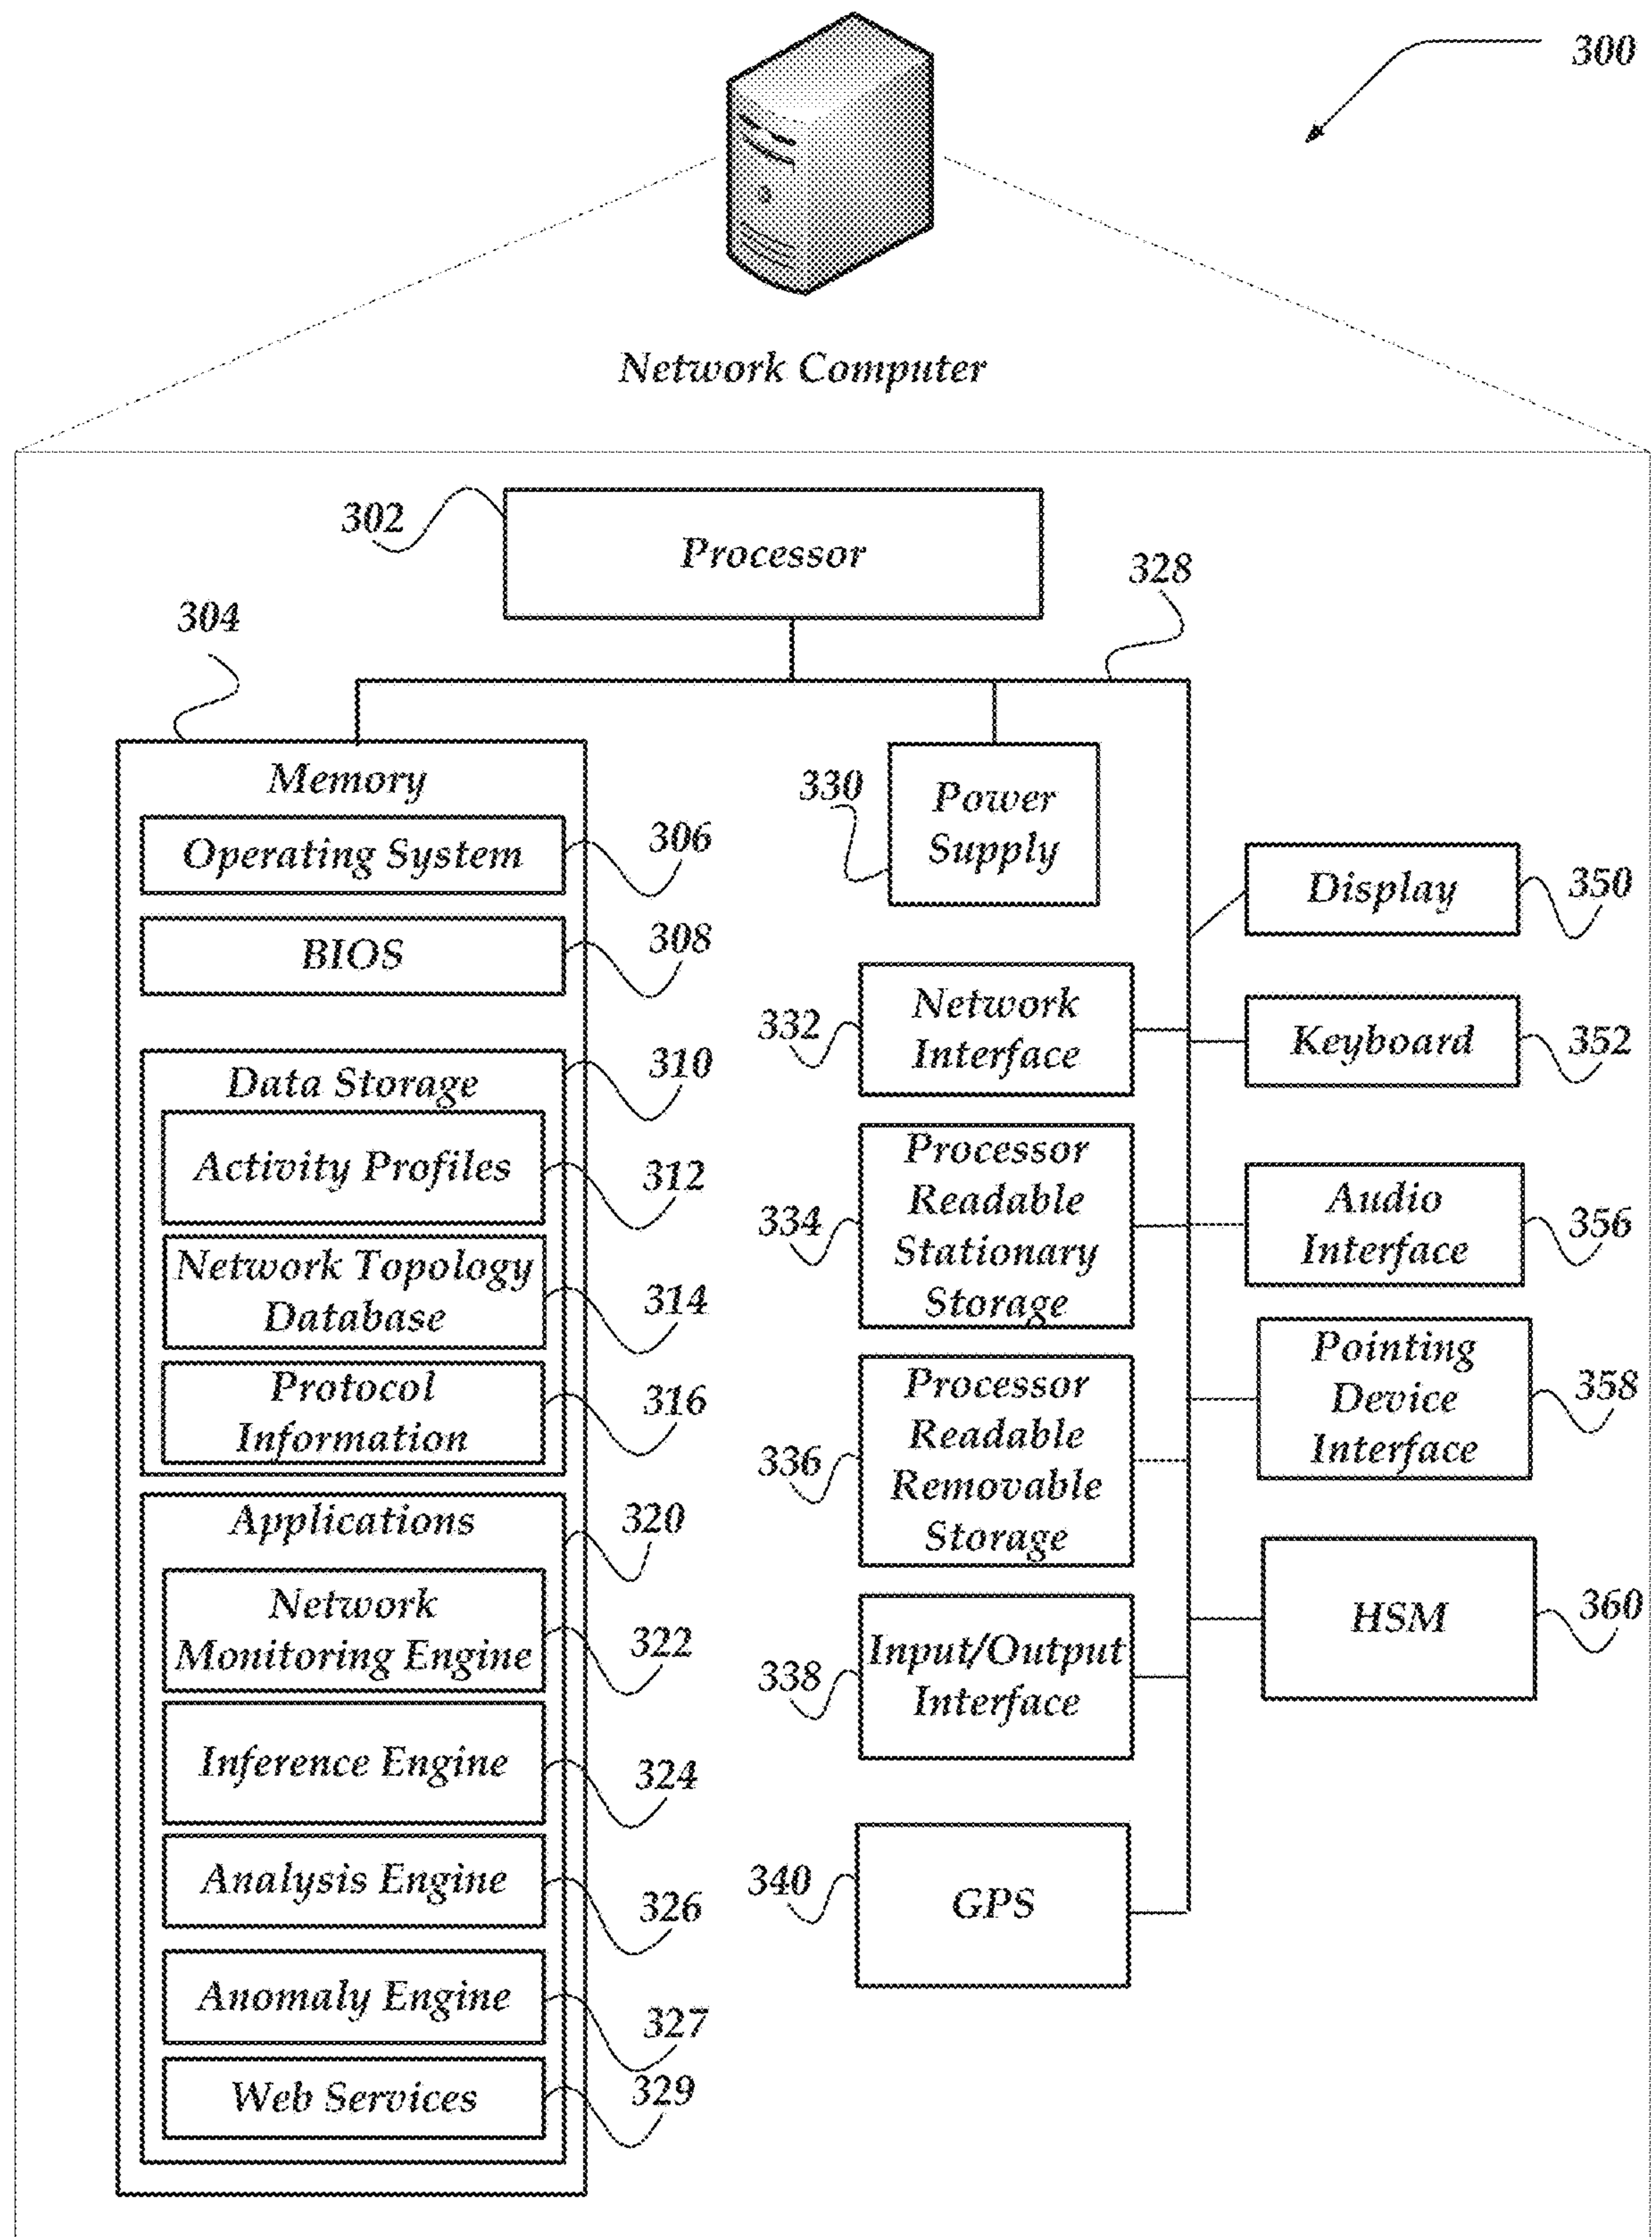 300
Network Computer
302
Processor
328
304
Memory
Operating System
306
BIOS
308
Data Storage
310
Activity Profiles
312
Network Topology
Database
314
Protocol
Information
316
Applications
320
Network
Monitoring Engine
322
Inference Engine
324
Analysis Engine
326
Anomaly Engine
327
Web Services
329
330
Power
Supply
332
Network
Interface
334
Processor
Readable
Stationary
Storage
336
Processor
Readable
Removable
Storage
338
Input/Output
Interface
340
GPS
Display
350
Keyboard
352
Audio
Interface
356
Pointing
Device
Interface
358
HSM
360